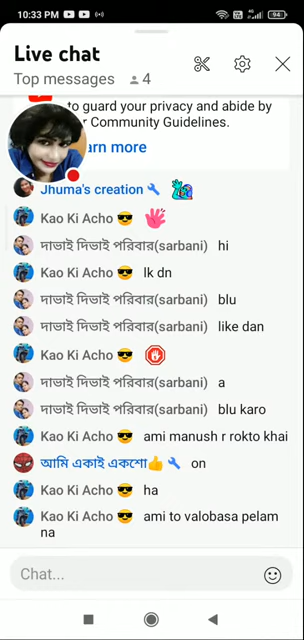 10:33 PM
94
Live chat
Top messages 4
to guard your privacy and abide by
Community Guidelines.
Jhuma's creation
Kao Ki Acho 😎
দাভাই দিভাই পরিবার(sarbani) hi
Kao Ki Acho 😎 lk dn
দাভাই দিভাই পরিবার(sarbani) blu
দাভাই দিভাই পরিবার(sarbani) like dan
Kao Ki Acho 😎
দাভাই দিভাই পরিবার(sarbani) a
দাভাই দিভাই পরিবার(sarbani) blu karo
Kao Ki Acho 😎 ami manush r rokto khai
আমি একাই একশো👍 on
Kao Ki Acho 😎 ha
Kao Ki Acho 😎 ami to valobasa pelam
na
Chat...